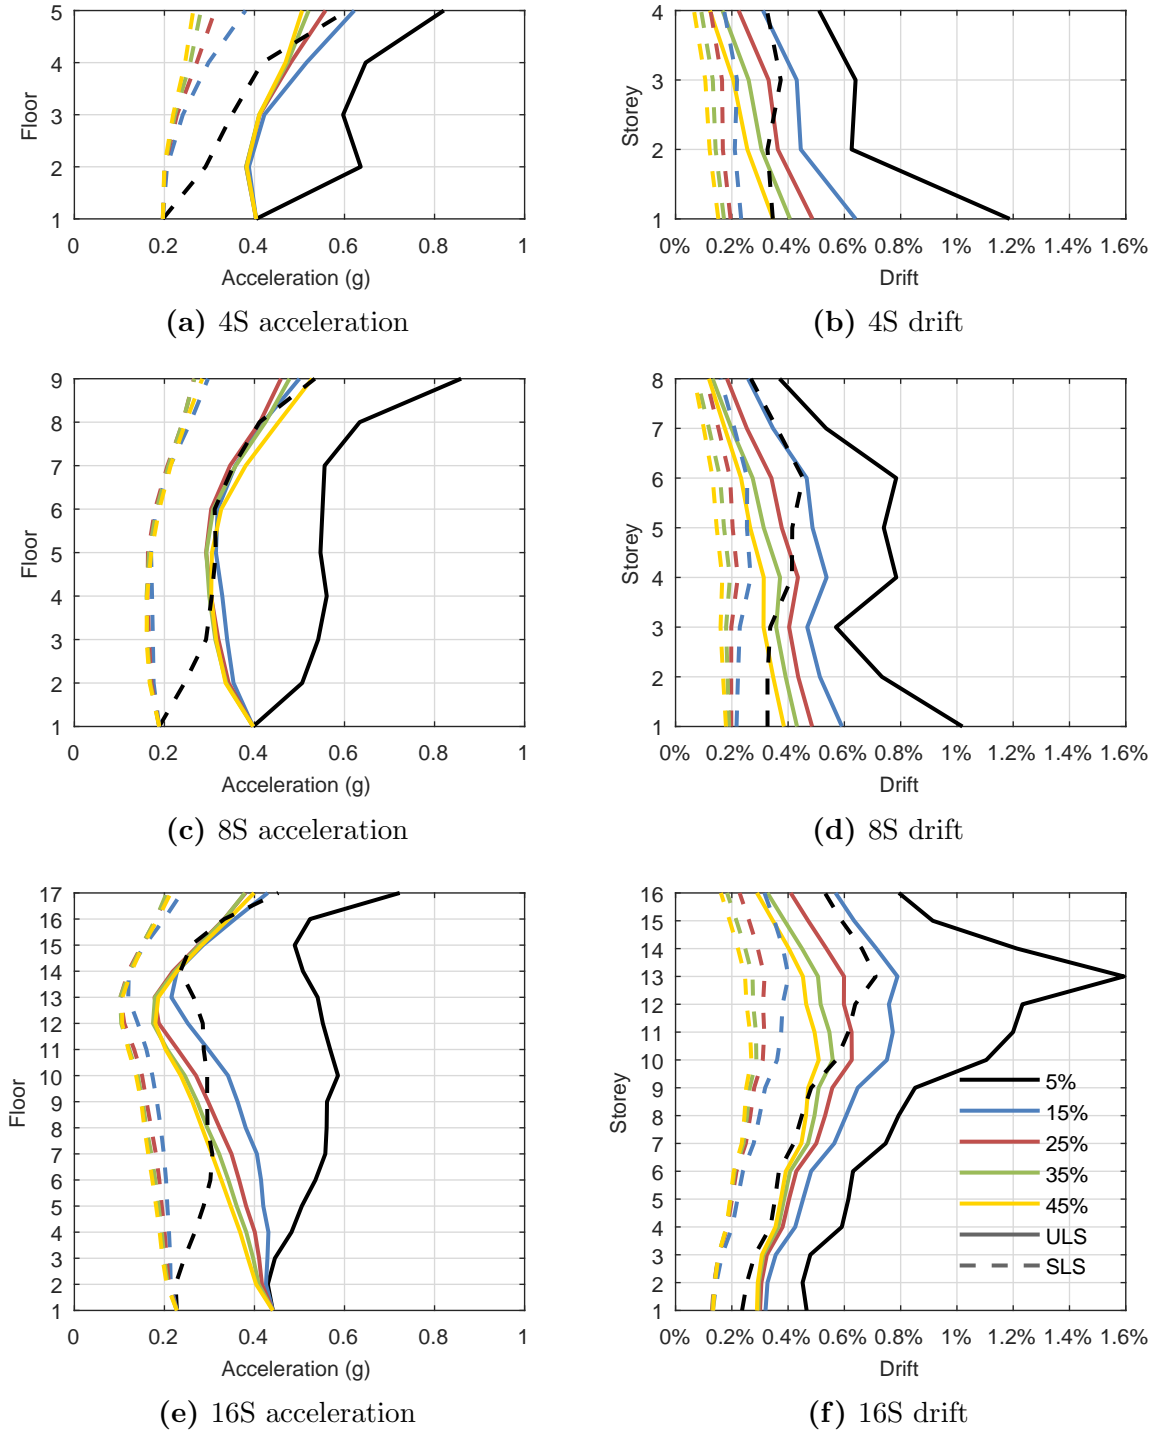 5
4
3
2
1
Floor
0 0.2 0.4 0.6 0.8 1
Acceleration (g)
(a) 4S acceleration
4
3
2
1
Storey
0% 0.2% 0.4% 0.6% 0.8% 1% 1.2% 1.4% 1.6%
Drift
(b) 4S drift
9
8
7
6
5
4
3
2
1
Floor
0 0.2 0.4 0.6 0.8 1
Acceleration (g)
(c) 8S acceleration
8
7
6
5
4
3
2
1
Storey
0% 0.2% 0.4% 0.6% 0.8% 1% 1.2% 1.4% 1.6%
Drift
(d) 8S drift
17
16
15
14
13
12
11
10
9
8
7
6
5
4
3
2
1
Floor
0 0.2 0.4 0.6 0.8 1
Acceleration (g)
(e) 16S acceleration
16
15
14
13
12
11
10
9
8
7
6
5
4
3
2
1
Storey
5%
15%
25%
35%
45%
ULS
SLS
0% 0.2% 0.4% 0.6% 0.8% 1% 1.2% 1.4% 1.6%
Drift
(f) 16S drift